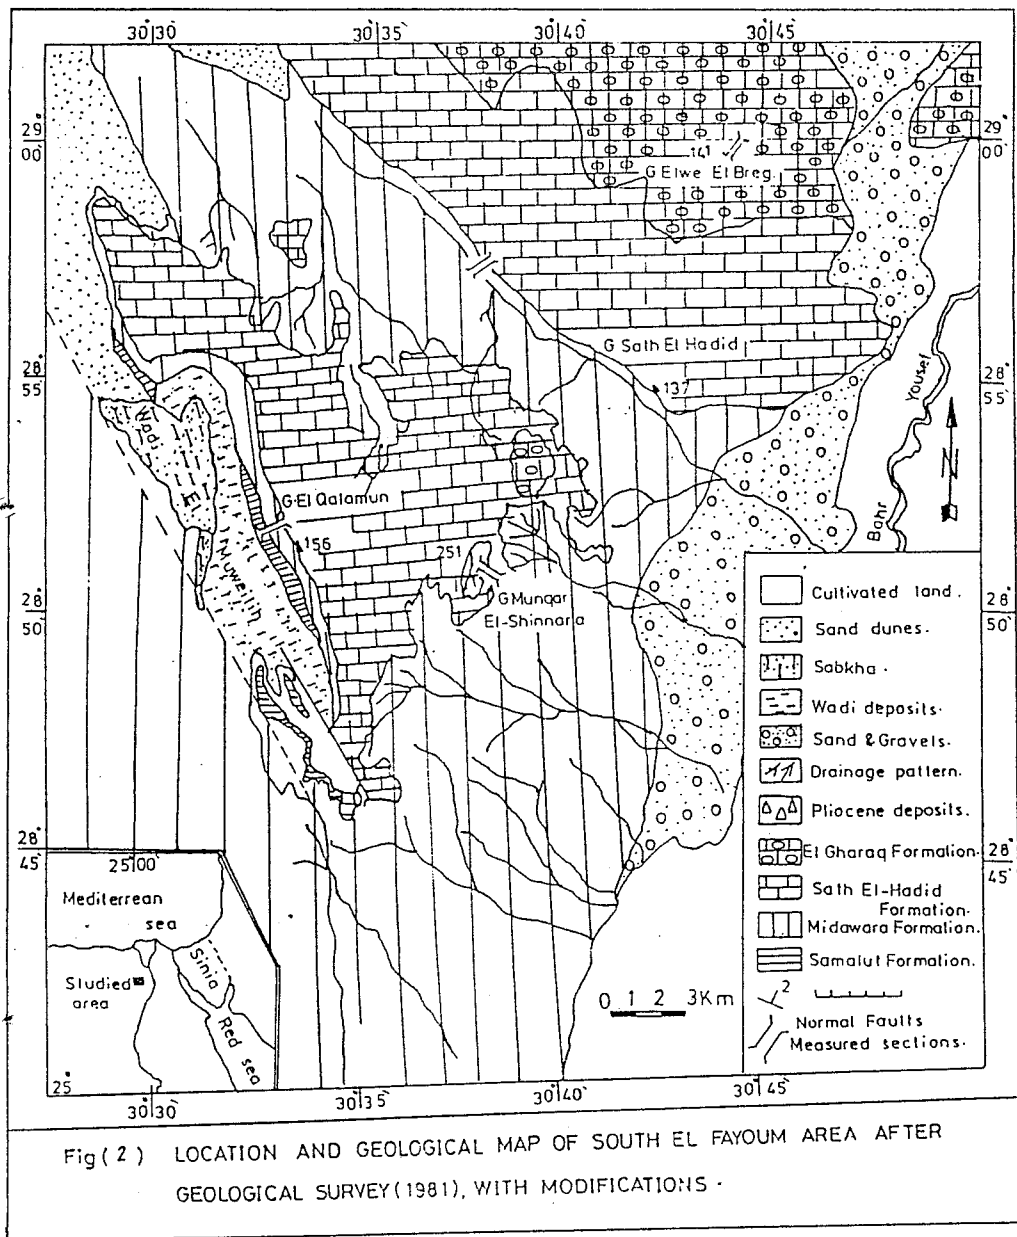 30°30'
30°35'
30°40'
30°45'
29°
00'
29°
00'
141
G Elwe El Breg.
G Sath El Hadid
137
28°
55'
28°
55'
Bahr Yousef
N
Wadi El Muweilih
G.El Qalamun
156
251
G Munqar
El-Shinnara
28°
50'
28°
50'
Cultivated land.
Sand dunes.
Sabkha.
Wadi deposits.
Sand & Gravels.
Drainage pattern.
Pliocene deposits.
El Gharaq Formation.
Sath El-Hadid
Formation.
Midawara Formation.
Samalut Formation.
2
Normal Faults
Measured sections.
28°
45'
28°
45'
25°00'
Mediterrean
sea
Sinia
Studied
area
Red sea
25°
0 1 2 3Km
30°30'
30°35'
30°40'
30°45'
Fig(2) LOCATION AND GEOLOGICAL MAP OF SOUTH EL FAYOUM AREA AFTER
GEOLOGICAL SURVEY(1981), WITH MODIFICATIONS.